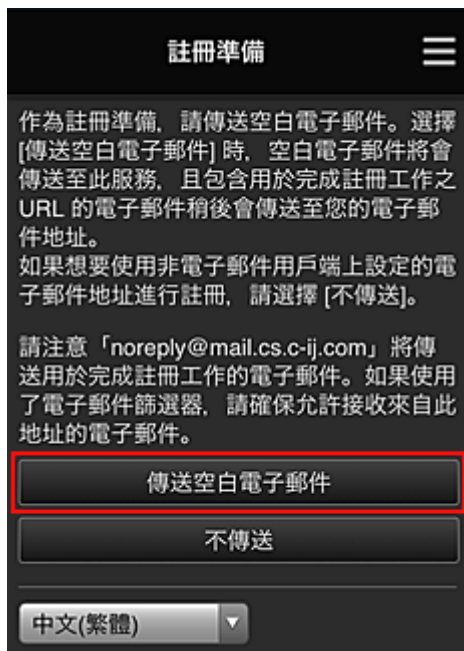 註冊準備
作為註冊準備，請傳送空白電子郵件。選擇
[傳送空白電子郵件] 時，空白電子郵件將會
傳送至此服務，且包含用於完成註冊工作之
URL 的電子郵件稍後會傳送至您的電子郵
件地址。
如果想要使用非電子郵件用戶端上設定的電
子郵件地址進行註冊，請選擇 [不傳送]。
請注意「noreply@mail.cs.c-ij.com」將傳
送用於完成註冊工作的電子郵件。如果使用
了電子郵件篩選器，請確保允許接收來自此
地址的電子郵件。
傳送空白電子郵件
不傳送
中文(繁體)